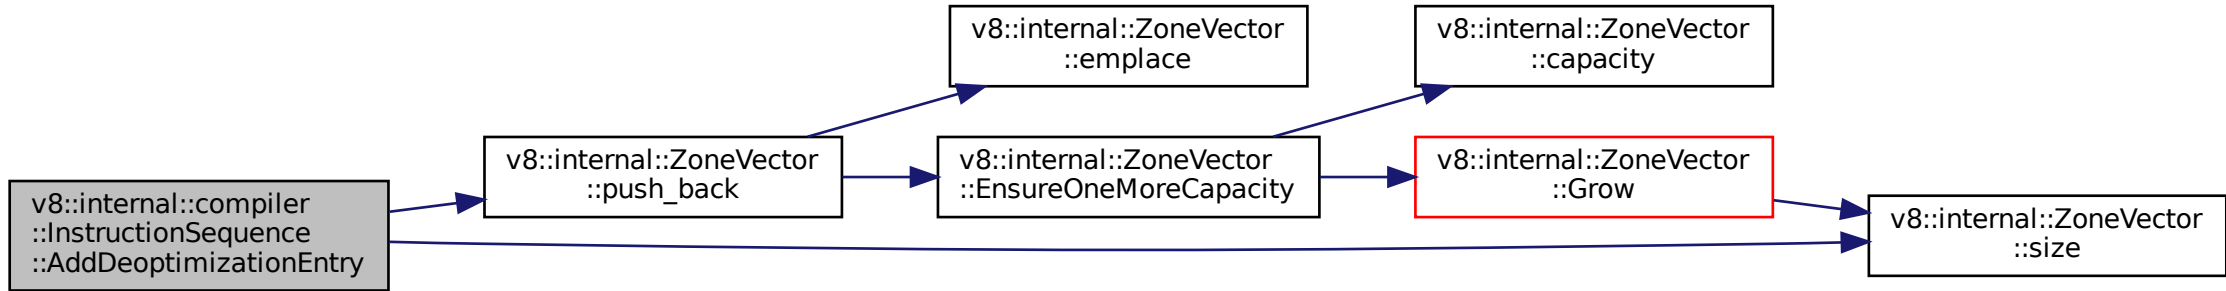 v8::internal::compiler
::InstructionSequence
::AddDeoptimizationEntry
v8::internal::ZoneVector
::push_back
v8::internal::ZoneVector
::emplace
v8::internal::ZoneVector
::EnsureOneMoreCapacity
v8::internal::ZoneVector
::capacity
v8::internal::ZoneVector
::Grow
v8::internal::ZoneVector
::size